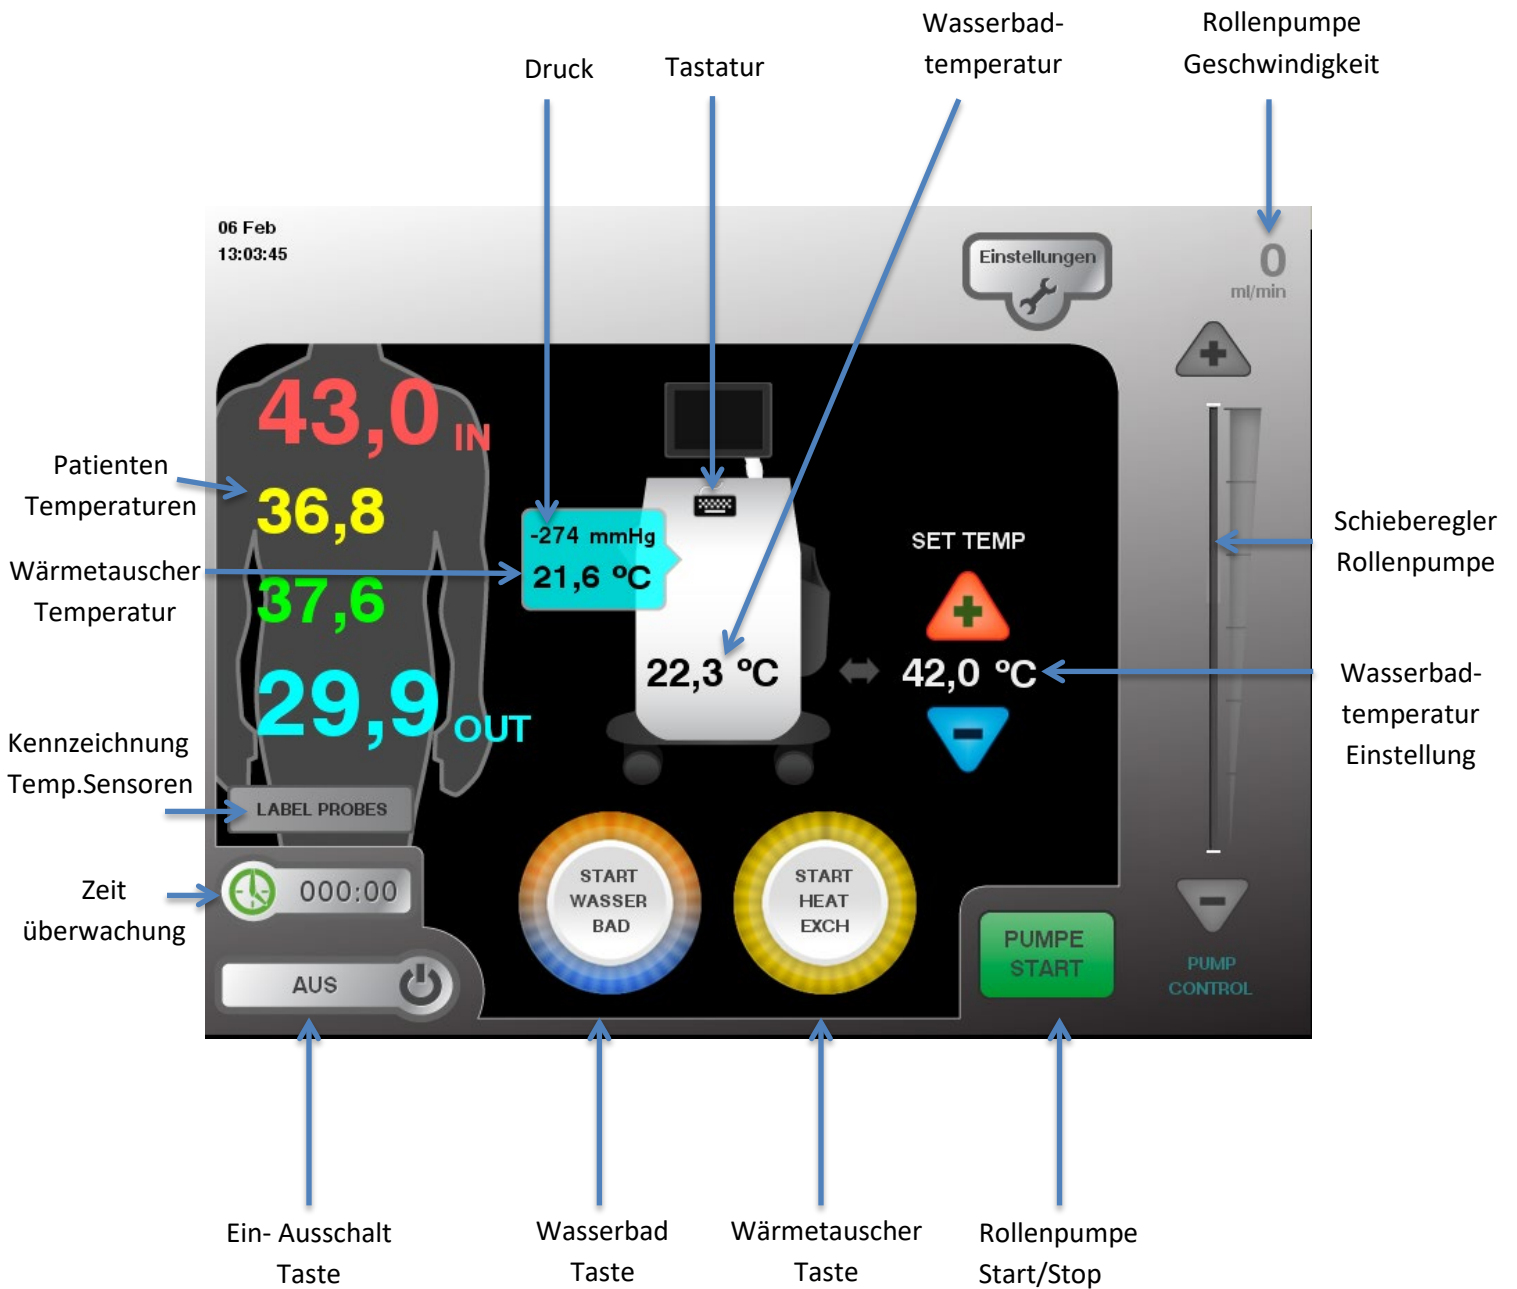 Wasserbad-
temperatur
Rollenpumpe
Geschwindigkeit
Druck
Tastatur
06 Feb
13:03:45
Einstellungen
0
ml/min
43,0 IN
Patienten
Temperaturen
36,8
-274 mmHg
21,6 ºC
SET TEMP
Schieberegler
Rollenpumpe
Wärmetauscher
Temperatur
37,6
22,3 ºC
42,0 ºC
Wasserbad-
temperatur
Einstellung
29,9 OUT
Kennzeichnung
Temp.Sensoren
LABEL PROBES
Zeit
überwachung
000:00
START
WASSER
BAD
START
HEAT
EXCH
PUMPE
START
PUMP
CONTROL
AUS
Ein- Ausschalt
Taste
Wasserbad
Taste
Wärmetauscher
Taste
Rollenpumpe
Start/Stop